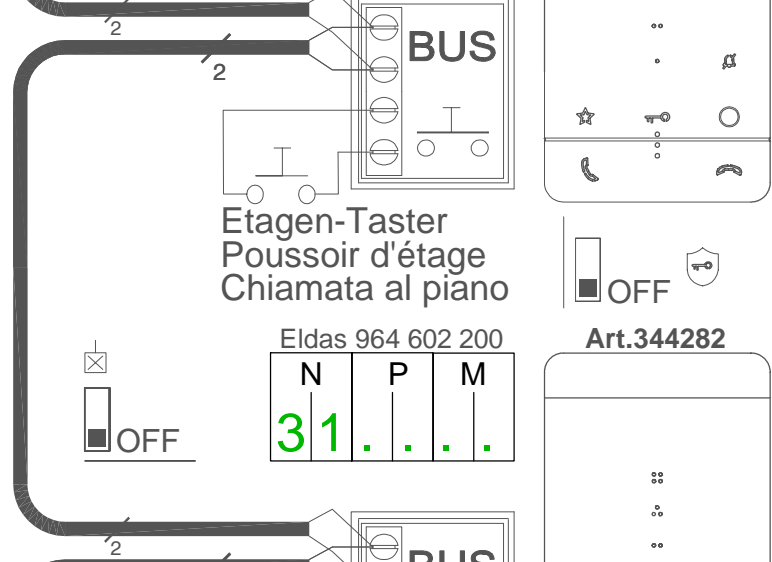 2
2
BUS
Etagen-Taster
Poussoir d'étage
Chiamata al piano
OFF
Eldas 964 602 200
Art.344282
N P M
OFF
31....
2
BUS